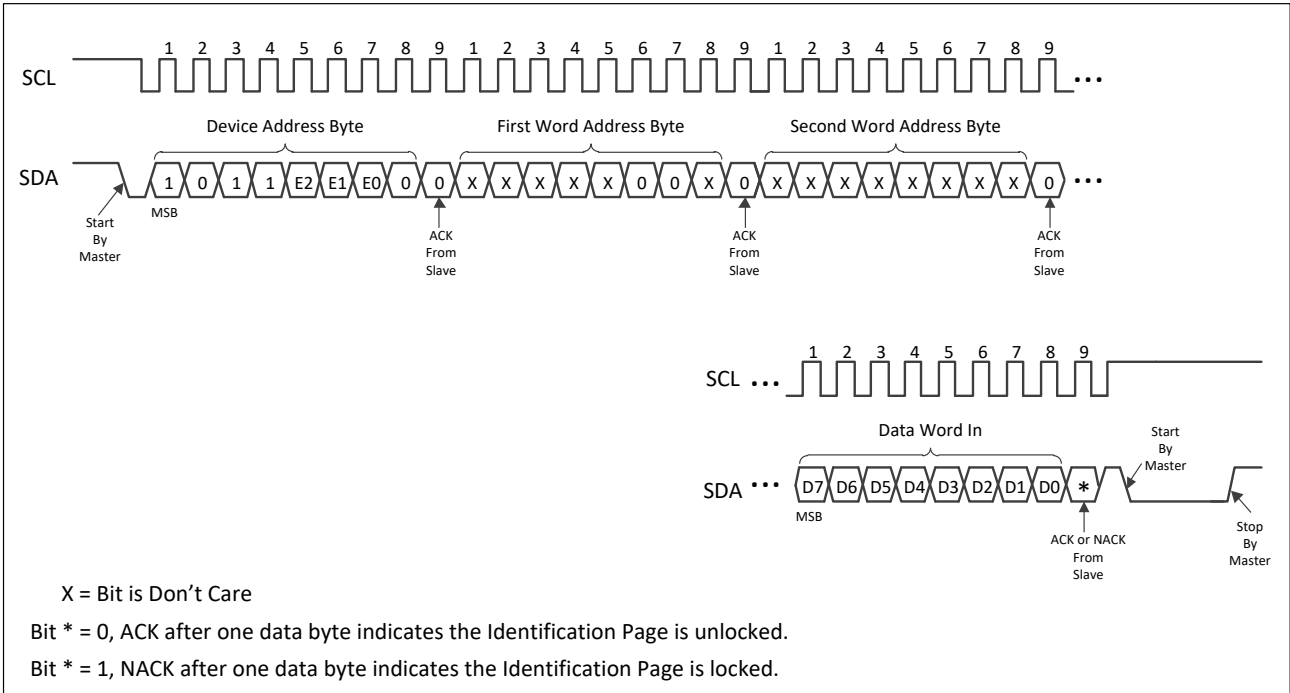 1 2 3 4 5 6 7 8 9 1 2 3 4 5 6 7 8 9 1 2 3 4 5 6 7 8 9
SCL ...
Device Address Byte First Word Address Byte Second Word Address Byte
SDA 1 0 1 1 E2 E1 E0 0 0 X X X X X 0 0 X 0 X X X X X X X X 0 ...
MSB
Start
By
Master
ACK
From
Slave
ACK
From
Slave
ACK
From
Slave
1 2 3 4 5 6 7 8 9
SCL ...
Data Word In
Start
By
Master
SDA ... D7 D6 D5 D4 D3 D2 D1 D0 *
MSB
ACK or NACK
From
Slave
Stop
By
Master
X = Bit is Don’t Care
Bit * = 0, ACK after one data byte indicates the Identification Page is unlocked.
Bit * = 1, NACK after one data byte indicates the Identification Page is locked.